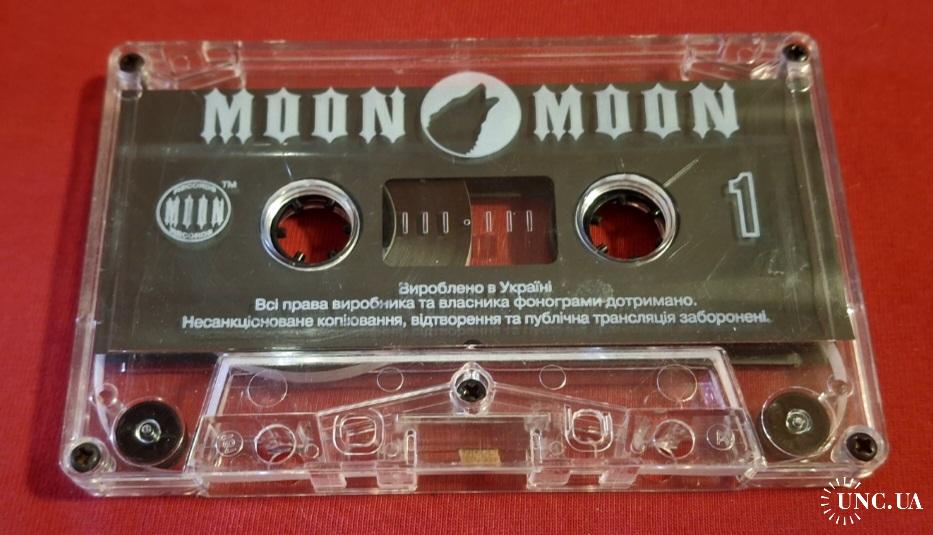 MOON MOON
RECORDS
MOON
RECORDS
TM
1
Вироблено в Україні
Всі права виробника та власника фонограми дотримано.
Несанкціоноване копіювання, відтворення та публічна трансляція заборонені.
UNC.UA